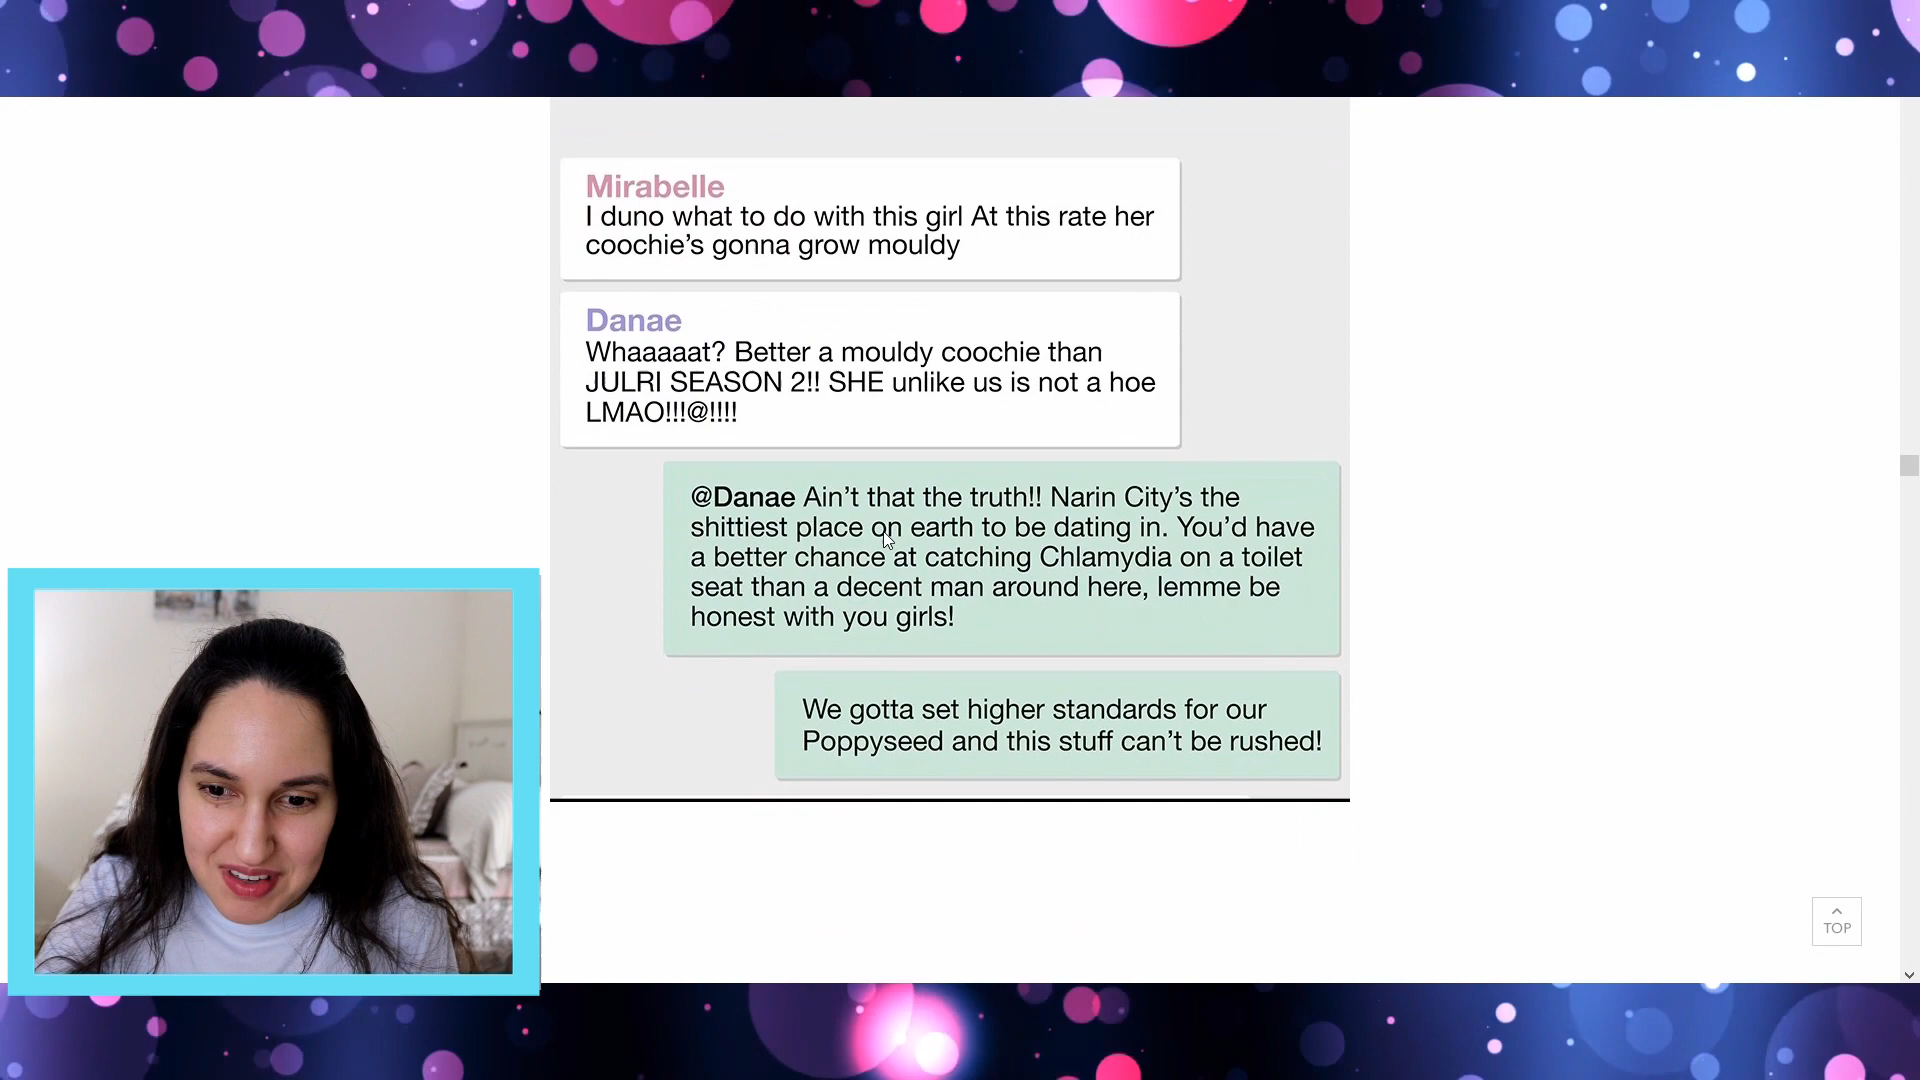 Mirabelle
I duno what to do with this girl At this rate her
coochie's gonna grow mouldy
Danae
Whaaaaat? Better a mouldy coochie than
JULRI SEASON 2!! SHE unlike us is not a hoe
LMAO!!!@!!!!
@Danae Ain't that the truth!! Narin City's the
shittiest place on earth to be dating in. You'd have
a better chance at catching Chlamydia on a toilet
seat than a decent man around here, lemme be
honest with you girls!
We gotta set higher standards for our
Poppyseed and this stuff can't be rushed!
TOP